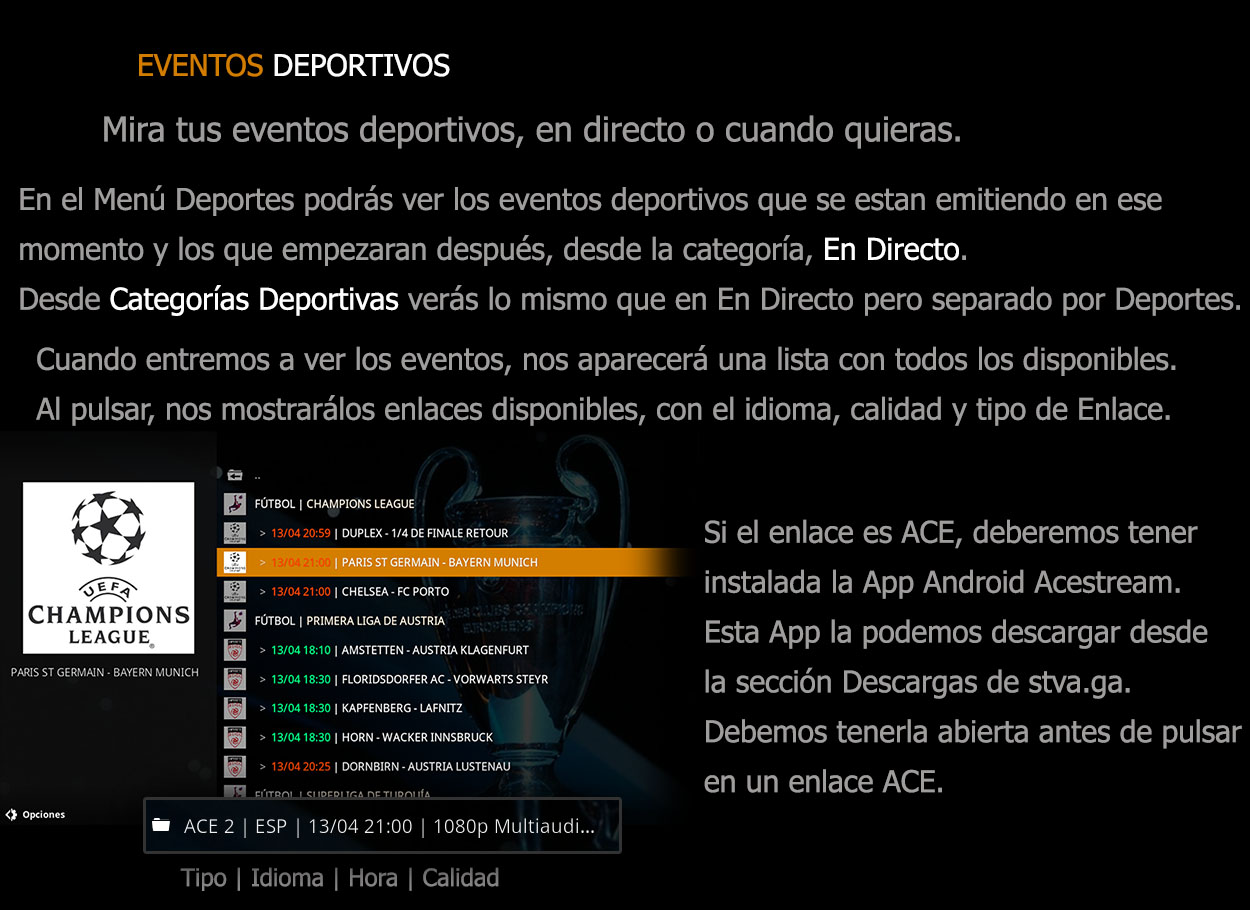 EVENTOS DEPORTIVOS
Mira tus eventos deportivos, en directo o cuando quieras.
En el Menú Deportes podrás ver los eventos deportivos que se estan emitiendo en ese
momento y los que empezaran después, desde la categoría, En Directo.
Desde Categorías Deportivas verás lo mismo que en En Directo pero separado por Deportes.
Cuando entremos a ver los eventos, nos aparecerá una lista con todos los disponibles.
Al pulsar, nos mostrarálos enlaces disponibles, con el idioma, calidad y tipo de Enlace.
UEFA
CHAMPIONS
LEAGUE®
PARIS ST GERMAIN - BAYERN MUNICH
..
FÚTBOL | CHAMPIONS LEAGUE
> 13/04 20:59 | DUPLEX - 1/4 DE FINALE RETOUR
> 13/04 21:00 | PARIS ST GERMAIN - BAYERN MUNICH
> 13/04 21:00 | CHELSEA - FC PORTO
FÚTBOL | PRIMERA LIGA DE AUSTRIA
> 13/04 18:10 | AMSTETTEN - AUSTRIA KLAGENFURT
> 13/04 18:30 | FLORIDSDORFER AC - VORWARTS STEYR
> 13/04 18:30 | KAPFENBERG - LAFNITZ
> 13/04 18:30 | HORN - WACKER INNSBRUCK
> 13/04 20:25 | DORNBIRN - AUSTRIA LUSTENAU
FÚTBOL | SUPERLIGA DE TURQUÍA
Opciones
ACE 2 | ESP | 13/04 21:00 | 1080p Multiaudi...
Tipo | Idioma | Hora | Calidad
Si el enlace es ACE, deberemos tener
instalada la App Android Acestream.
Esta App la podemos descargar desde
la sección Descargas de stva.ga.
Debemos tenerla abierta antes de pulsar
en un enlace ACE.